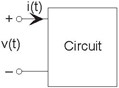 i(t)
+
v(t)
Circuit
−